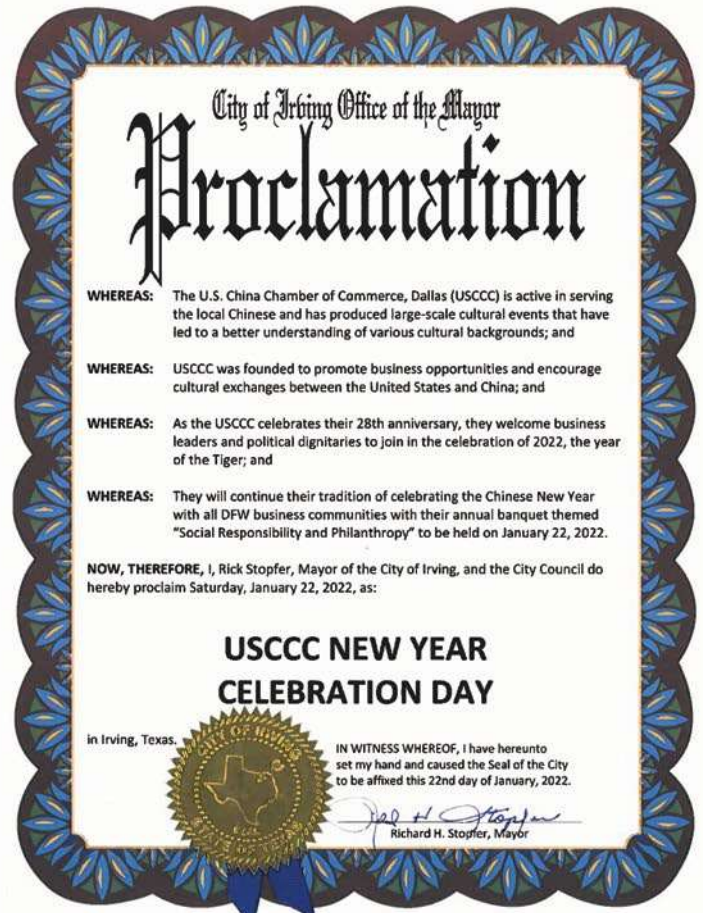 City of Irving Office of the Mayor
Proclamation
WHEREAS: The U.S. China Chamber of Commerce, Dallas (USCCC) is active in serving
the local Chinese and has produced large-scale cultural events that have
led to a better understanding of various cultural backgrounds; and
WHEREAS: USCCC was founded to promote business opportunities and encourage
cultural exchanges between the United States and China; and
WHEREAS: As the USCCC celebrates their 28th anniversary, they welcome business
leaders and political dignitaries to join in the celebration of 2022, the year
of the Tiger; and
WHEREAS: They will continue their tradition of celebrating the Chinese New Year
with all DFW business communities with their annual banquet themed
“Social Responsibility and Philanthropy” to be held on January 22, 2022.
NOW, THEREFORE, I, Rick Stopfer, Mayor of the City of Irving, and the City Council do
hereby proclaim Saturday, January 22, 2022, as:
USCCC NEW YEAR
CELEBRATION DAY
in Irving, Texas.
CITY OF IRVING
STATE OF TEXAS
IN WITNESS WHEREOF, I have hereunto
set my hand and caused the Seal of the City
to be affixed this 22nd day of January, 2022.
Richard H. Stopfer, Mayor